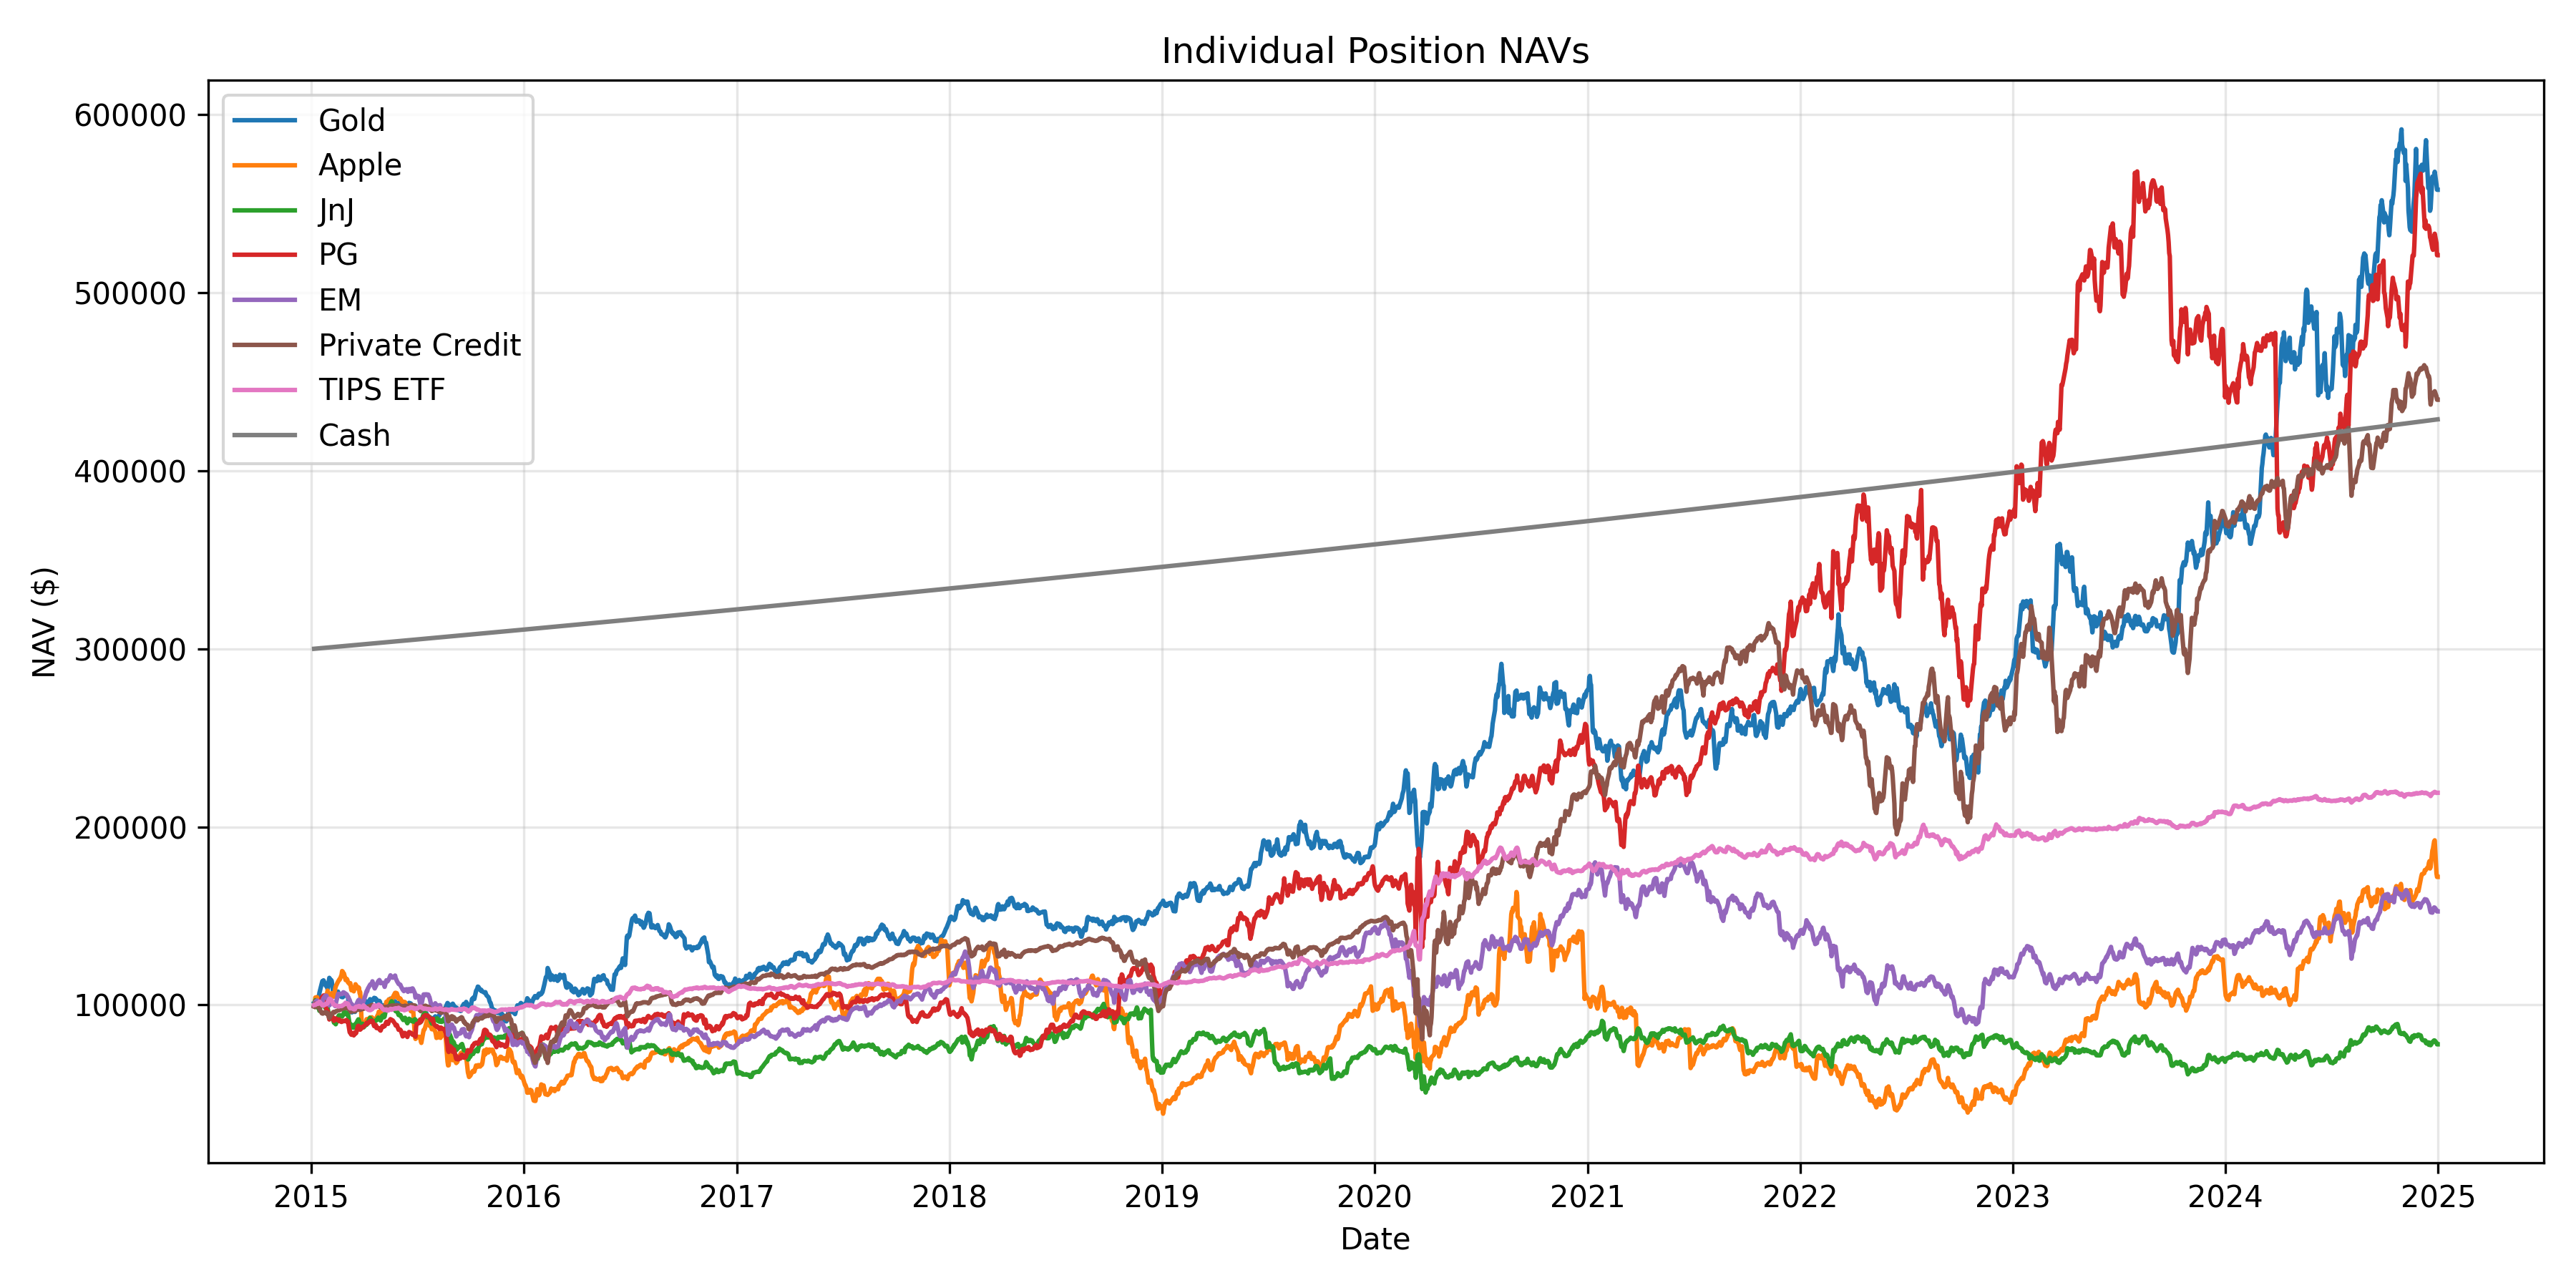 Individual Position NAVs
600000
500000
400000
300000
200000
100000
NAV ($)
Gold
Apple
JnJ
PG
EM
Private Credit
TIPS ETF
Cash
2015 2016 2017 2018 2019 2020 2021 2022 2023 2024 2025
Date